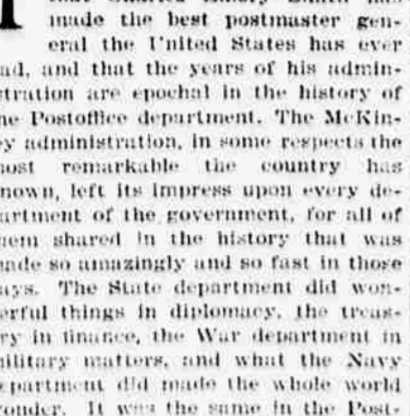 made the best postmaster gen-
eral the United States has ever
ad, and that the years of his admin-
stration are epochal in the history of
he Postoffice department. The McKin-
ey administration, in some respects the
nost remarkable the country has
nown, left its impress upon every de-
artment of the government, for all of
hem shared in the history that was
nade so amazingly and so fast in those
ays. The State department did won-
erful things in diplomacy, the treas-
ry in finance, the War department in
nilitary matters, and what the Navy
epartment did made the whole world
onder. It was the same in the Post-